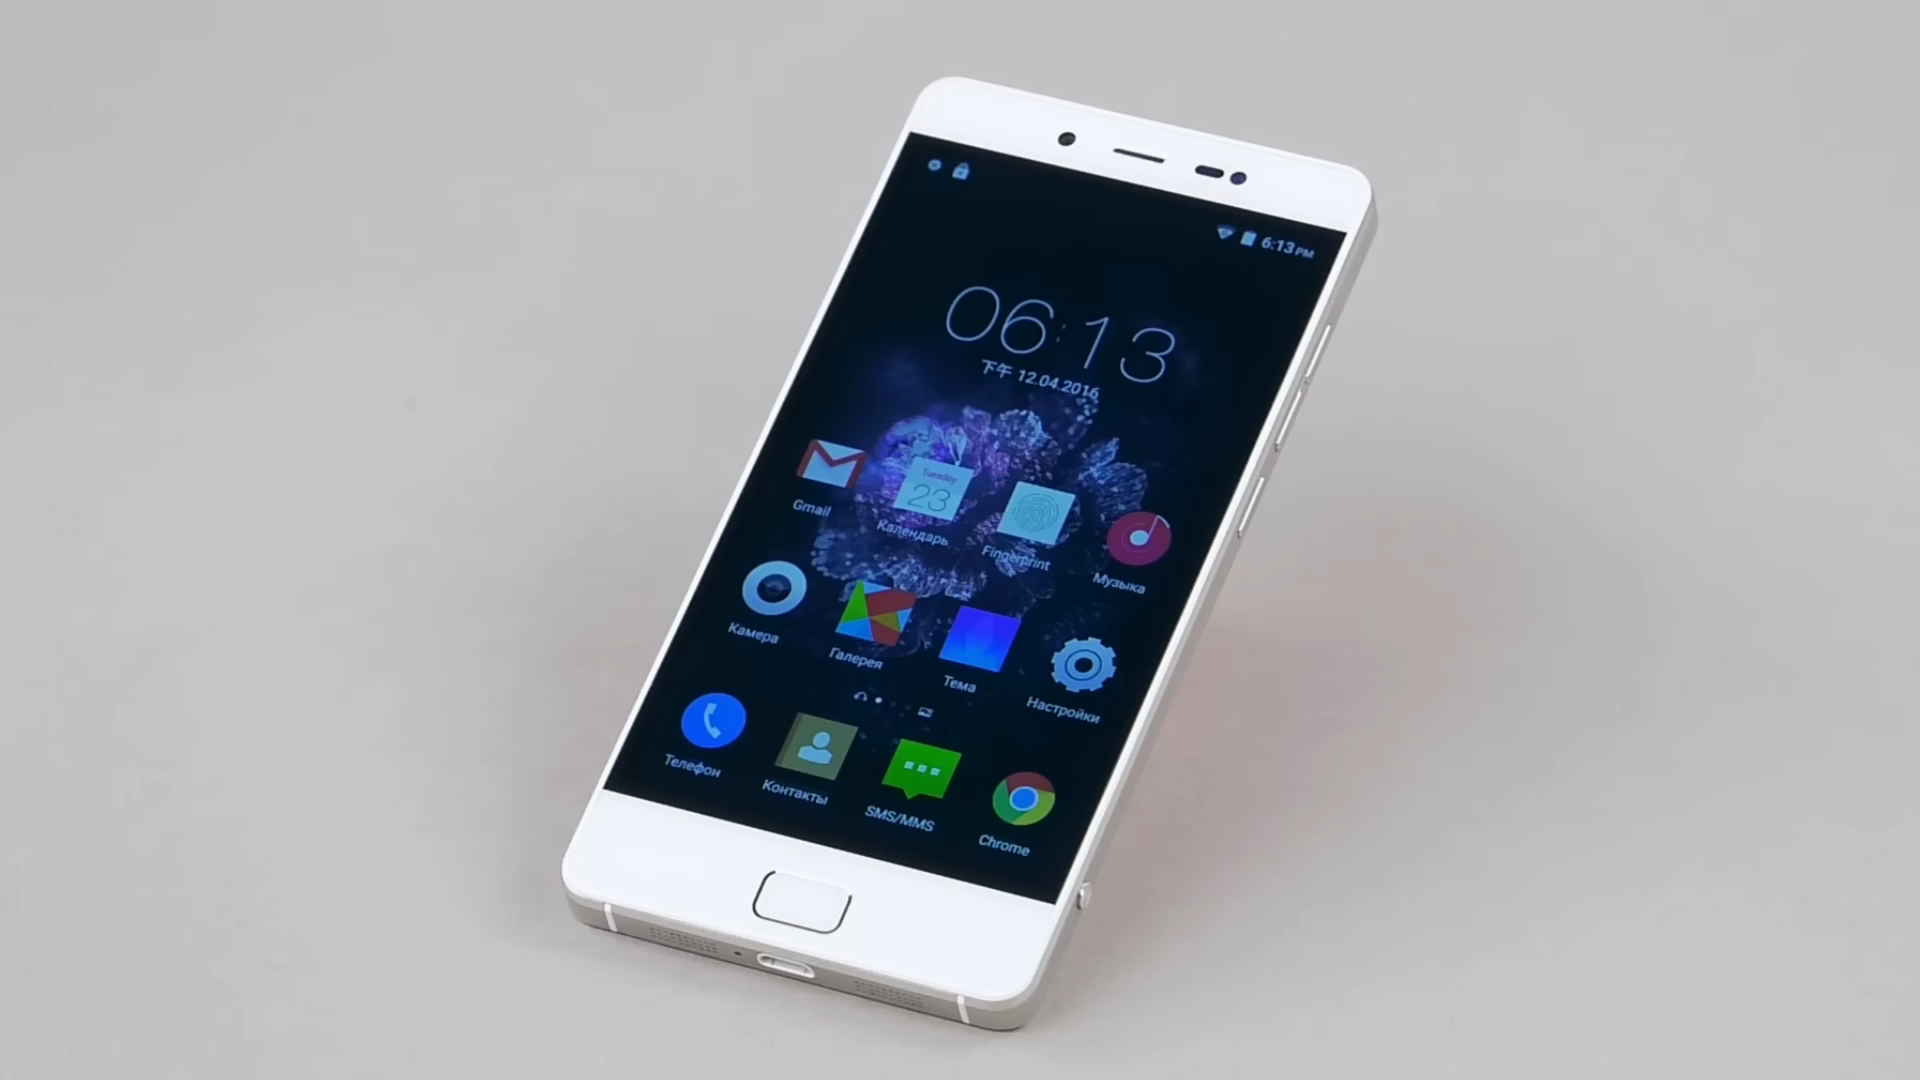 6:13 PM
06:13
下午 12.04.2016
Tuesday
23
Gmail
Календарь
Fingerprint
Музыка
Камера
Галерея
Тема
Настройки
Телефон
Контакты
SMS/MMS
Chrome